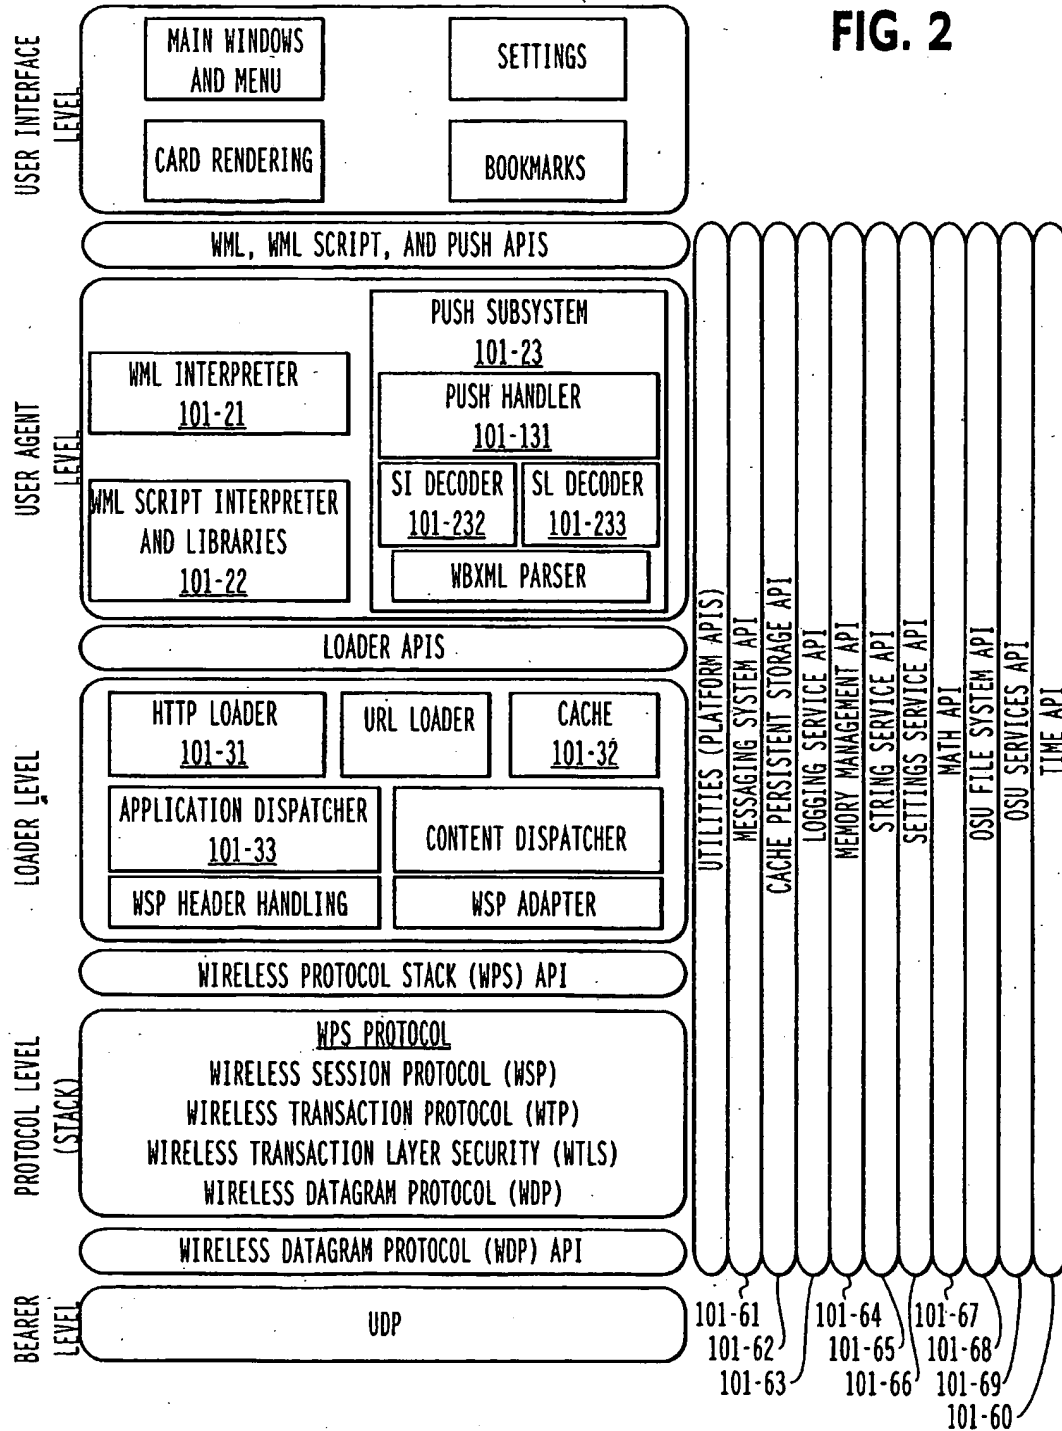 FIG. 2
USER INTERFACE
LEVEL
MAIN WINDOWS
AND MENU
SETTINGS
CARD RENDERING
BOOKMARKS
WML, WML SCRIPT, AND PUSH APIS
USER AGENT
LEVEL
WML INTERPRETER
101-21
WML SCRIPT INTERPRETER
AND LIBRARIES
101-22
PUSH SUBSYSTEM
101-23
PUSH HANDLER
101-131
SI DECODER
101-232
SL DECODER
101-233
WBXML PARSER
LOADER APIS
LOADER LEVEL
HTTP LOADER
101-31
URL LOADER
CACHE
101-32
APPLICATION DISPATCHER
101-33
CONTENT DISPATCHER
WSP HEADER HANDLING
WSP ADAPTER
WIRELESS PROTOCOL STACK (WPS) API
PROTOCOL LEVEL
(STACK)
WPS PROTOCOL
WIRELESS SESSION PROTOCOL (WSP)
WIRELESS TRANSACTION PROTOCOL (WTP)
WIRELESS TRANSACTION LAYER SECURITY (WTLS)
WIRELESS DATAGRAM PROTOCOL (WDP)
WIRELESS DATAGRAM PROTOCOL (WDP) API
BEARER
LEVEL
UDP
UTILITIES (PLATFORM APIS)
MESSAGING SYSTEM API
CACHE PERSISTENT STORAGE API
LOGGING SERVICE API
MEMORY MANAGEMENT API
STRING SERVICE API
SETTINGS SERVICE API
MATH API
OSU FILE SYSTEM API
OSU SERVICES API
TIME API
101-61
101-62
101-63
101-64
101-65
101-66
101-67
101-68
101-69
101-60